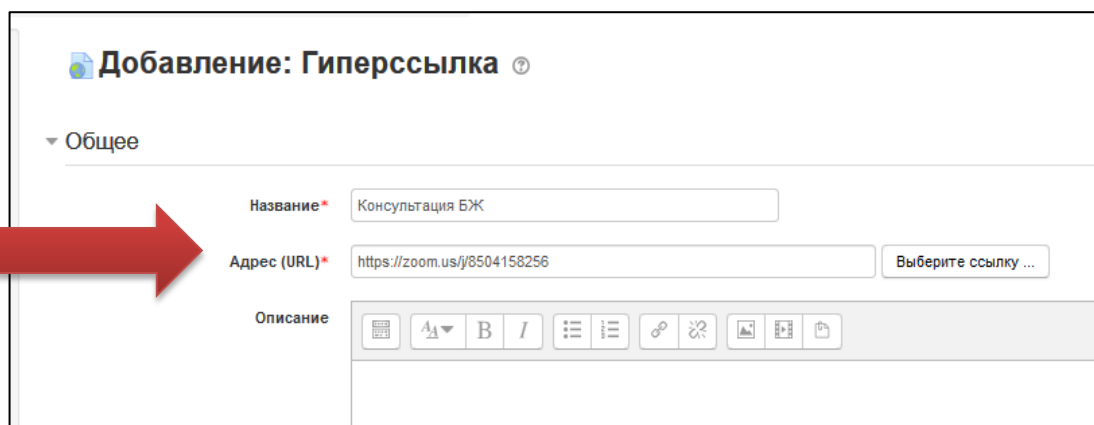 Добавление: Гиперссылка
Общее
Название*
Консультация БЖ
Адрес (URL)*
https://zoom.us/j/8504158256
Выберите ссылку ...
Описание